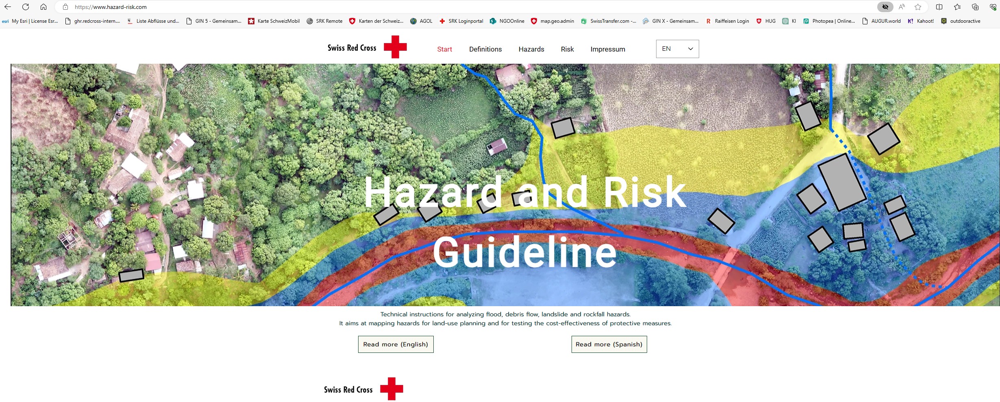 https://www.hazard-risk.com
esri My Esri | License Esr...
ghr.redcross-intern....
Liste Abflüsse und...
GIN 5 - Gemeinsam...
Karte SchweizMobil
SRK Remote
Karten der Schweiz...
AGOL
SRK Loginportal
NGOOnline
map.geo.admin
SwissTransfer.com -...
GIN X - Gemeinsam...
R Raiffeisen Login
HUG
KI
Photopea | Online...
AUGUR.world
K! Kahoot!
outdooractive
Swiss Red Cross
Start
Definitions
Hazards
Risk
Impressum
EN
Hazard and Risk
Guideline
Technical instructions for analyzing flood, debris flow, landslide and rockfall hazards.
It aims at mapping hazards for land-use planning and for testing the cost-effectiveness of protective measures.
Read more (English)
Read more (Spanish)
Swiss Red Cross